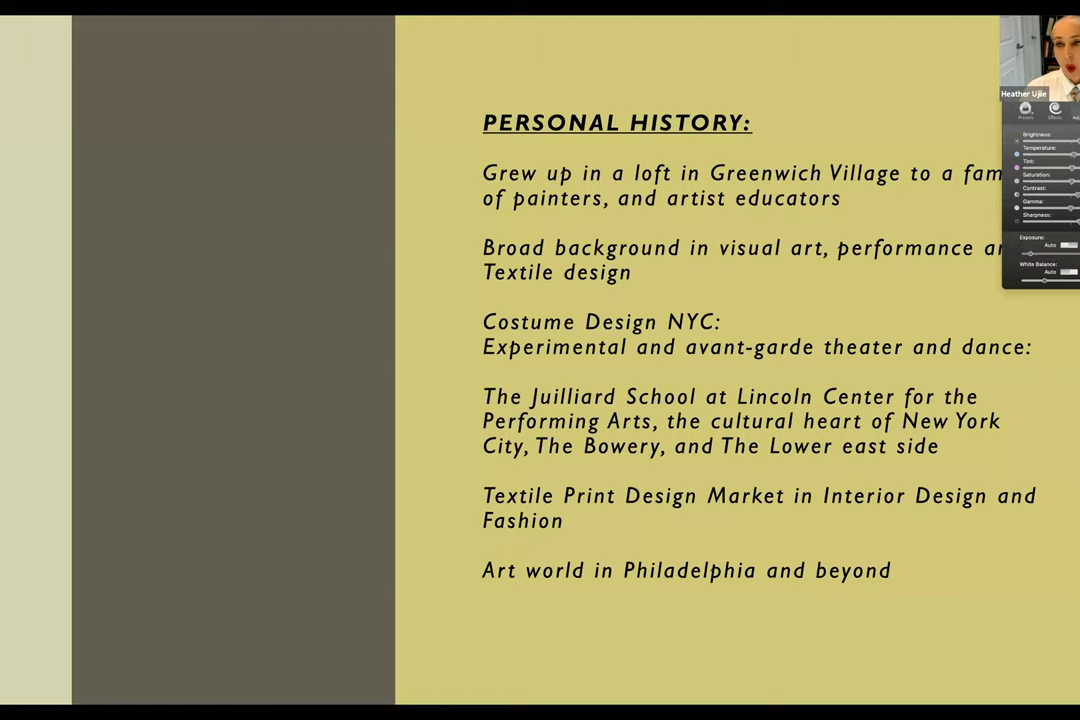 PERSONAL HISTORY:
Grew up in a loft in Greenwich Village to a fam
of painters, and artist educators
Broad background in visual art, performance ar
Textile design
Costume Design NYC:
Experimental and avant-garde theater and dance:
The Juilliard School at Lincoln Center for the
Performing Arts, the cultural heart of New York
City, The Bowery, and The Lower east side
Textile Print Design Market in Interior Design and
Fashion
Art world in Philadelphia and beyond
Heather Ujiie
Presets Effects Adj
Brightness:
Temperature:
Tint:
Saturation:
Contrast:
Gamma:
Sharpness:
Exposure:
Auto
White Balance:
Auto